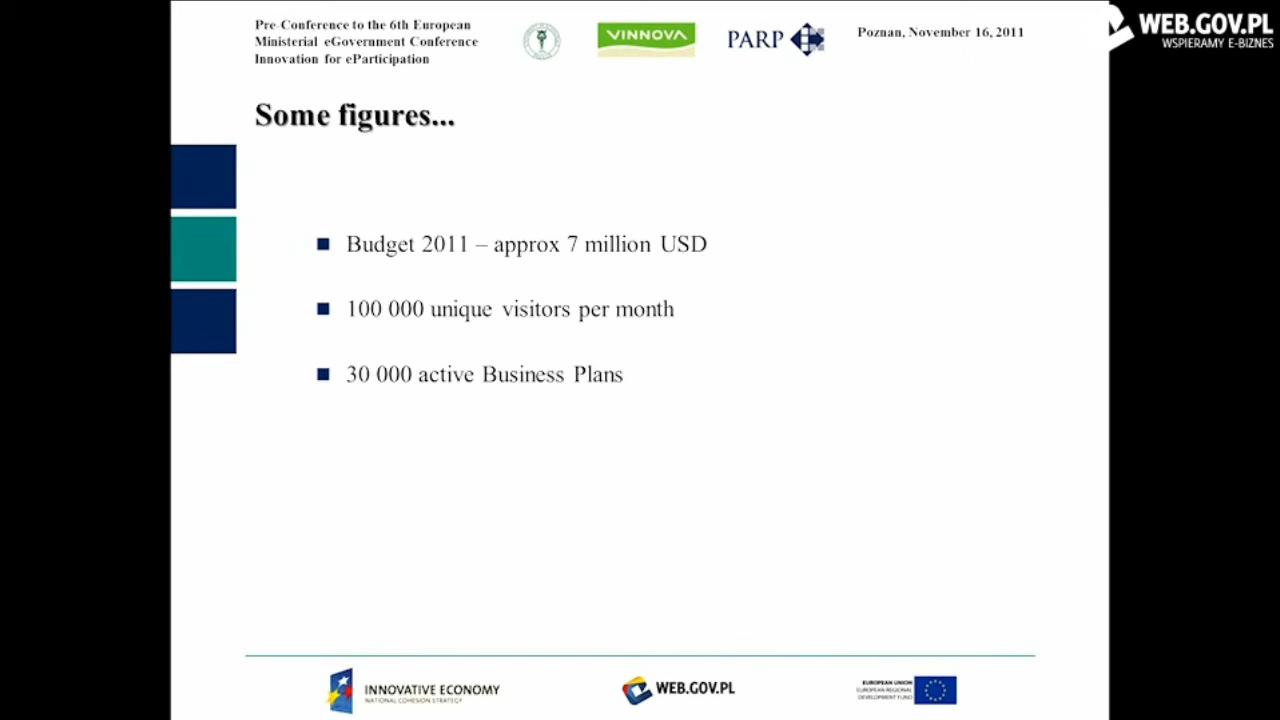 Pre-Conference to the 6th European
Ministerial eGovernment Conference
Innovation for eParticipation
VINNOVA
PARP
Poznan, November 16, 2011
WEB.GOV.PL
WSPIERAMY E-BIZNES
Some figures...
Budget 2011 – approx 7 million USD
100 000 unique visitors per month
30 000 active Business Plans
INNOVATIVE ECONOMY
NATIONAL COHESION STRATEGY
WEB.GOV.PL
EUROPEAN UNION
EUROPEAN REGIONAL
DEVELOPMENT FUND